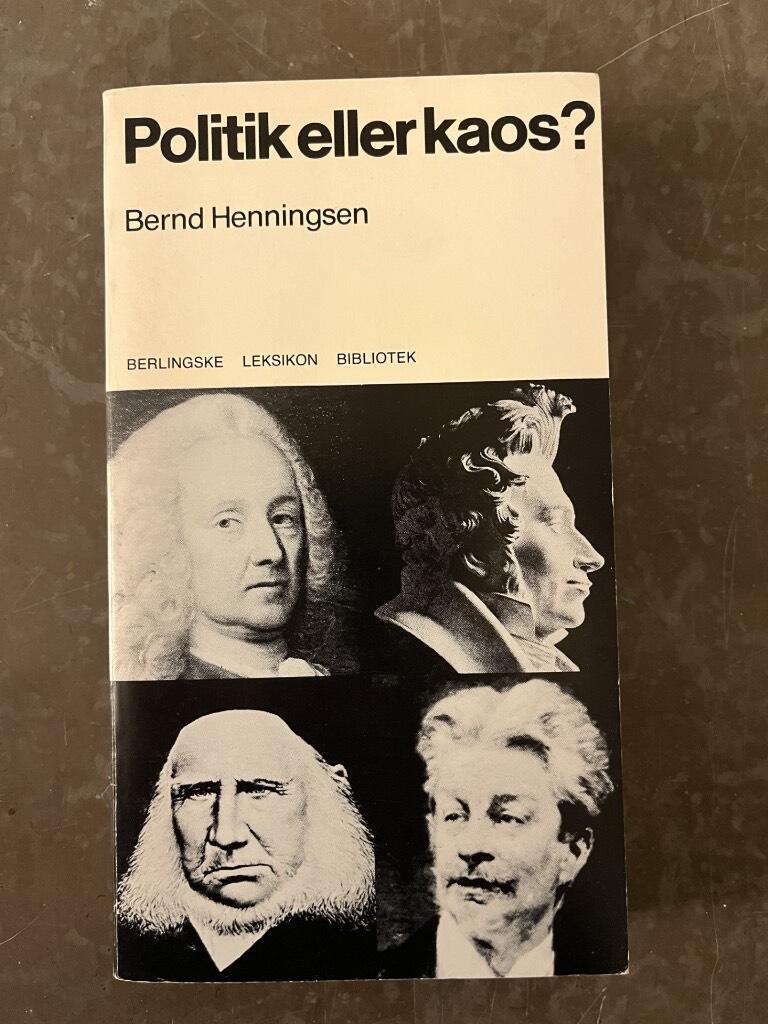 Politik eller kaos?
Bernd Henningsen
BERLINGSKE LEKSIKON BIBLIOTEK